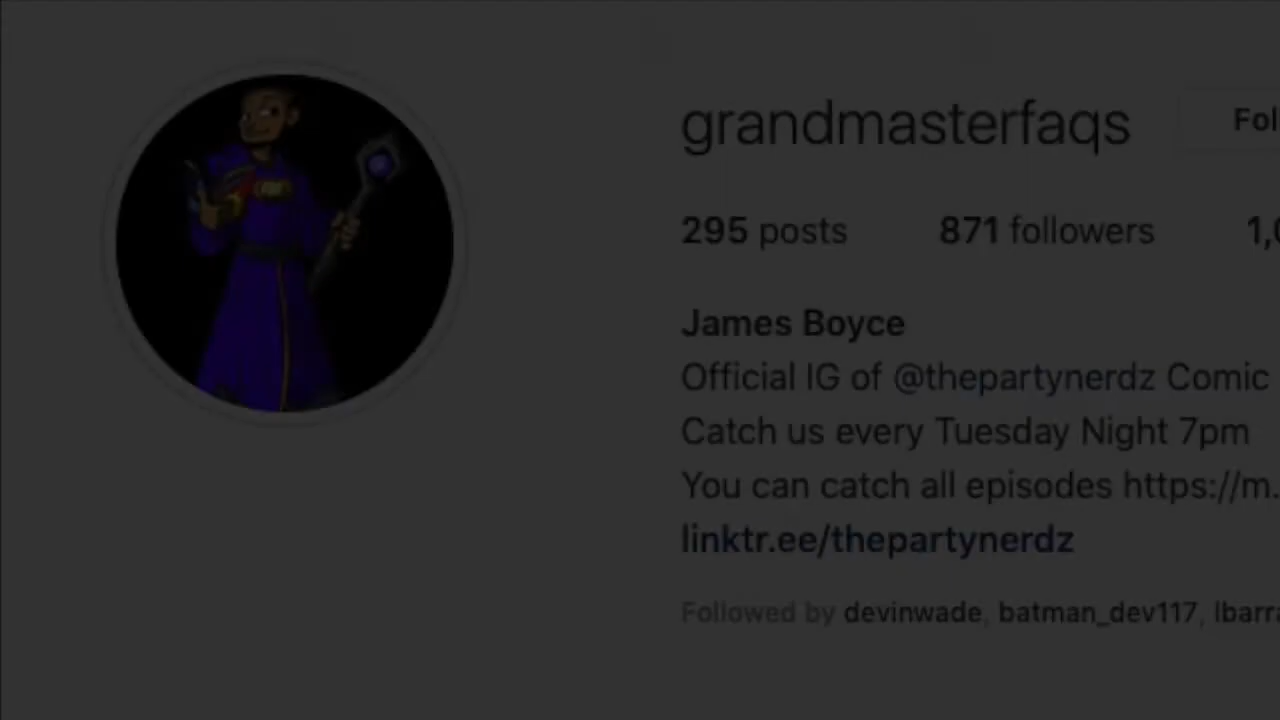 grandmasterfaqs
Fol
295 posts 871 followers 1,0
James Boyce
Official IG of @thepartynerdz Comic
Catch us every Tuesday Night 7pm
You can catch all episodes https://m.
linktr.ee/thepartynerdz
Followed by devinwade, batman_dev117, lbarra